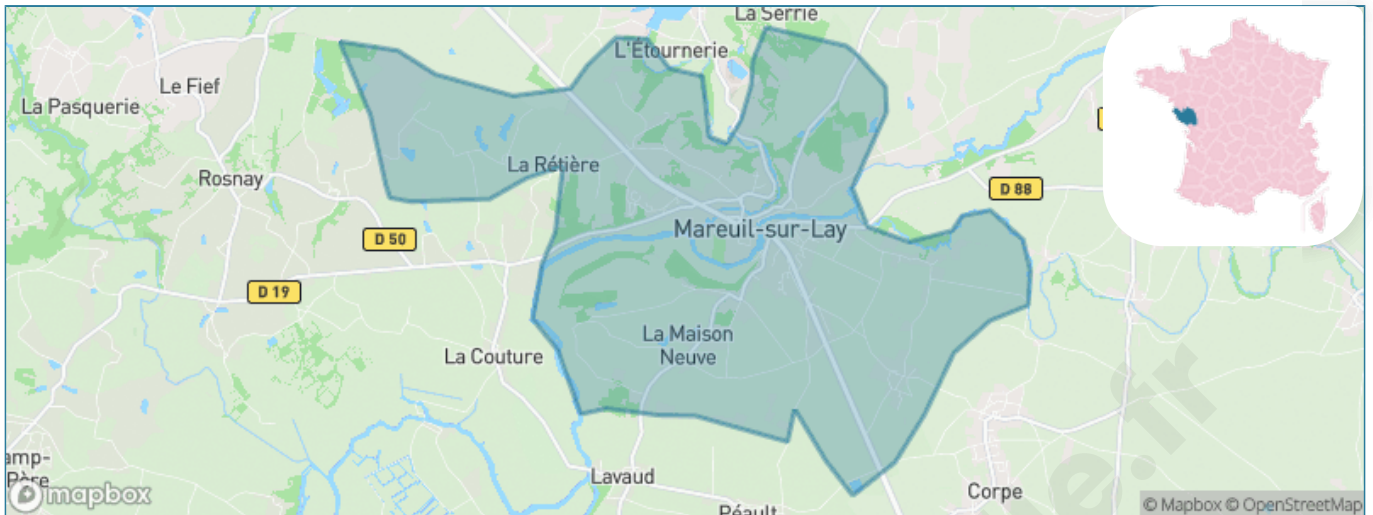 La Serrie
L'Étournerie
Le Fief
La Pasquerie
La Rétière
Rosnay
D 88
Mareuil-sur-Lay
D 50
D 19
La Maison
Neuve
La Couture
amp-
Père
Lavaud
Corpe
mapbox
© Mapbox © OpenStreetMap
Péault
e.fr